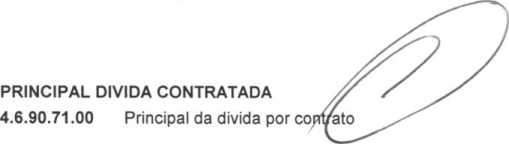 PRINCIPAL DIVIDA CONTRATADA
4.6.90.71.00 Principal da divida por contrato